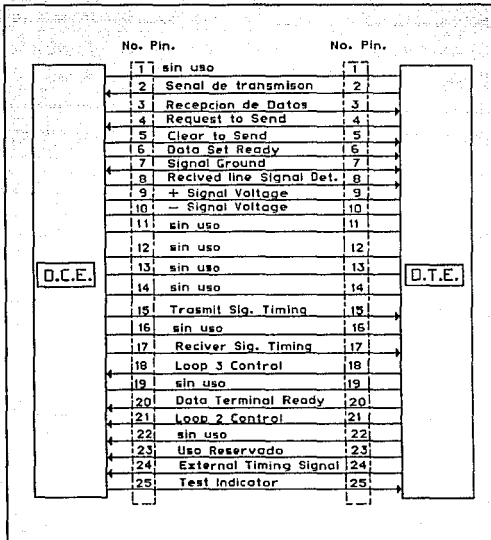 No. Pin. No. Pin.
1 sin uso 1
2 Senal de transmison 2
3 Recepcion de Datos 3
4 Request to Send 4
5 Clear to Send 5
6 Data Set Ready 6
7 Signal Ground 7
8 Recived line Signal Det. 8
9 + Signal Voltage 9
10 — Signal Voltage 10
11 sin uso 11
12 sin uso 12
D.C.E. 13 sin uso 13 D.T.E.
14 sin uso 14
15 Trasmit Sig. Timing 15
16 sin uso 16
17 Reciver Sig. Timing 17
18 Loop 3 Control 18
19 sin uso 19
20 Data Terminal Ready 20
21 Loop 2 Control 21
22 sin uso 22
23 Uso Reservado 23
24 External Timing Signal 24
25 Test Indicator 25